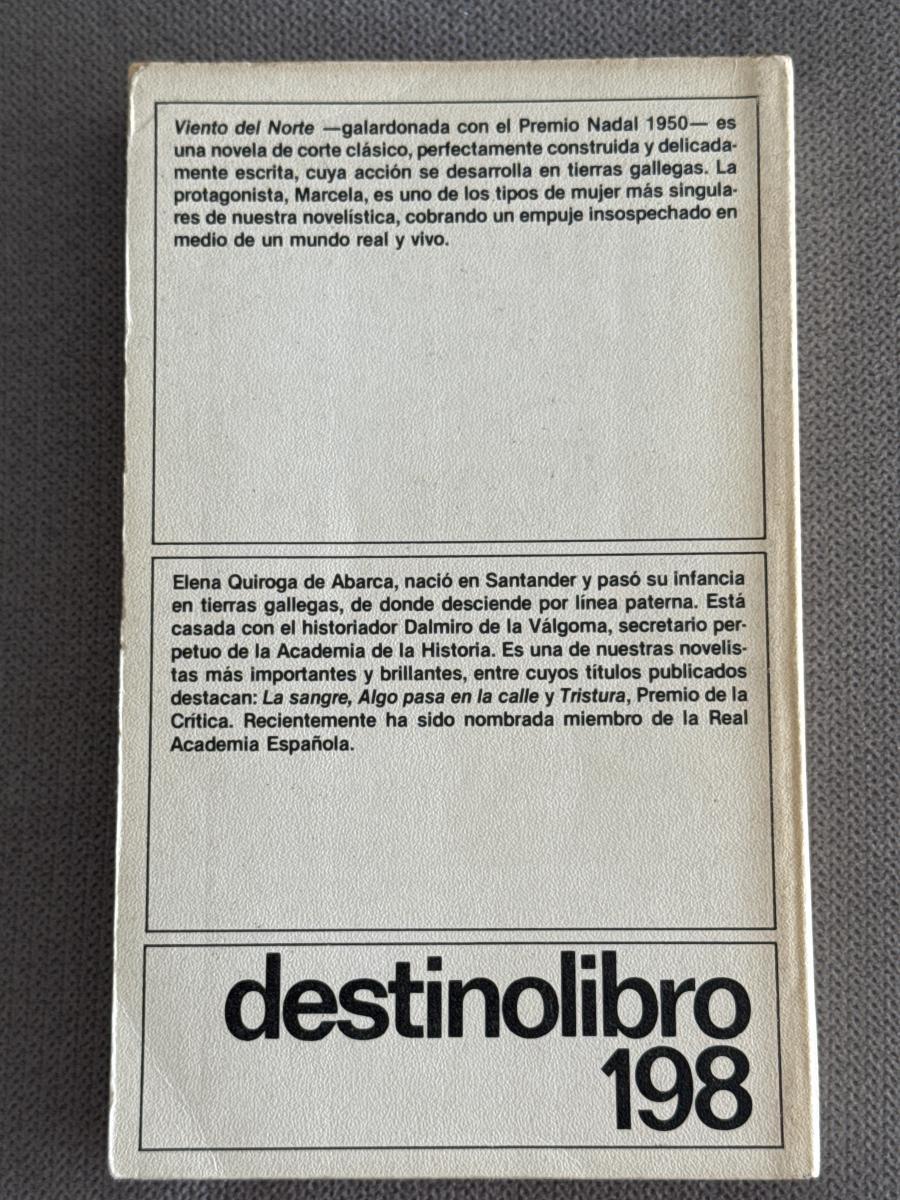 Viento del Norte —galardonada con el Premio Nadal 1950— es
una novela de corte clásico, perfectamente construida y delicada-
mente escrita, cuya acción se desarrolla en tierras gallegas. La
protagonista, Marcela, es uno de los tipos de mujer más singula-
res de nuestra novelística, cobrando un empuje insospechado en
medio de un mundo real y vivo.
Elena Quiroga de Abarca, nació en Santander y pasó su infancia
en tierras gallegas, de donde desciende por línea paterna. Está
casada con el historiador Dalmiro de la Válgoma, secretario per-
petuo de la Academia de la Historia. Es una de nuestras novelis-
tas más importantes y brillantes, entre cuyos títulos publicados
destacan: La sangre, Algo pasa en la calle y Tristura, Premio de la
Crítica. Recientemente ha sido nombrada miembro de la Real
Academia Española.
destinolibro
198